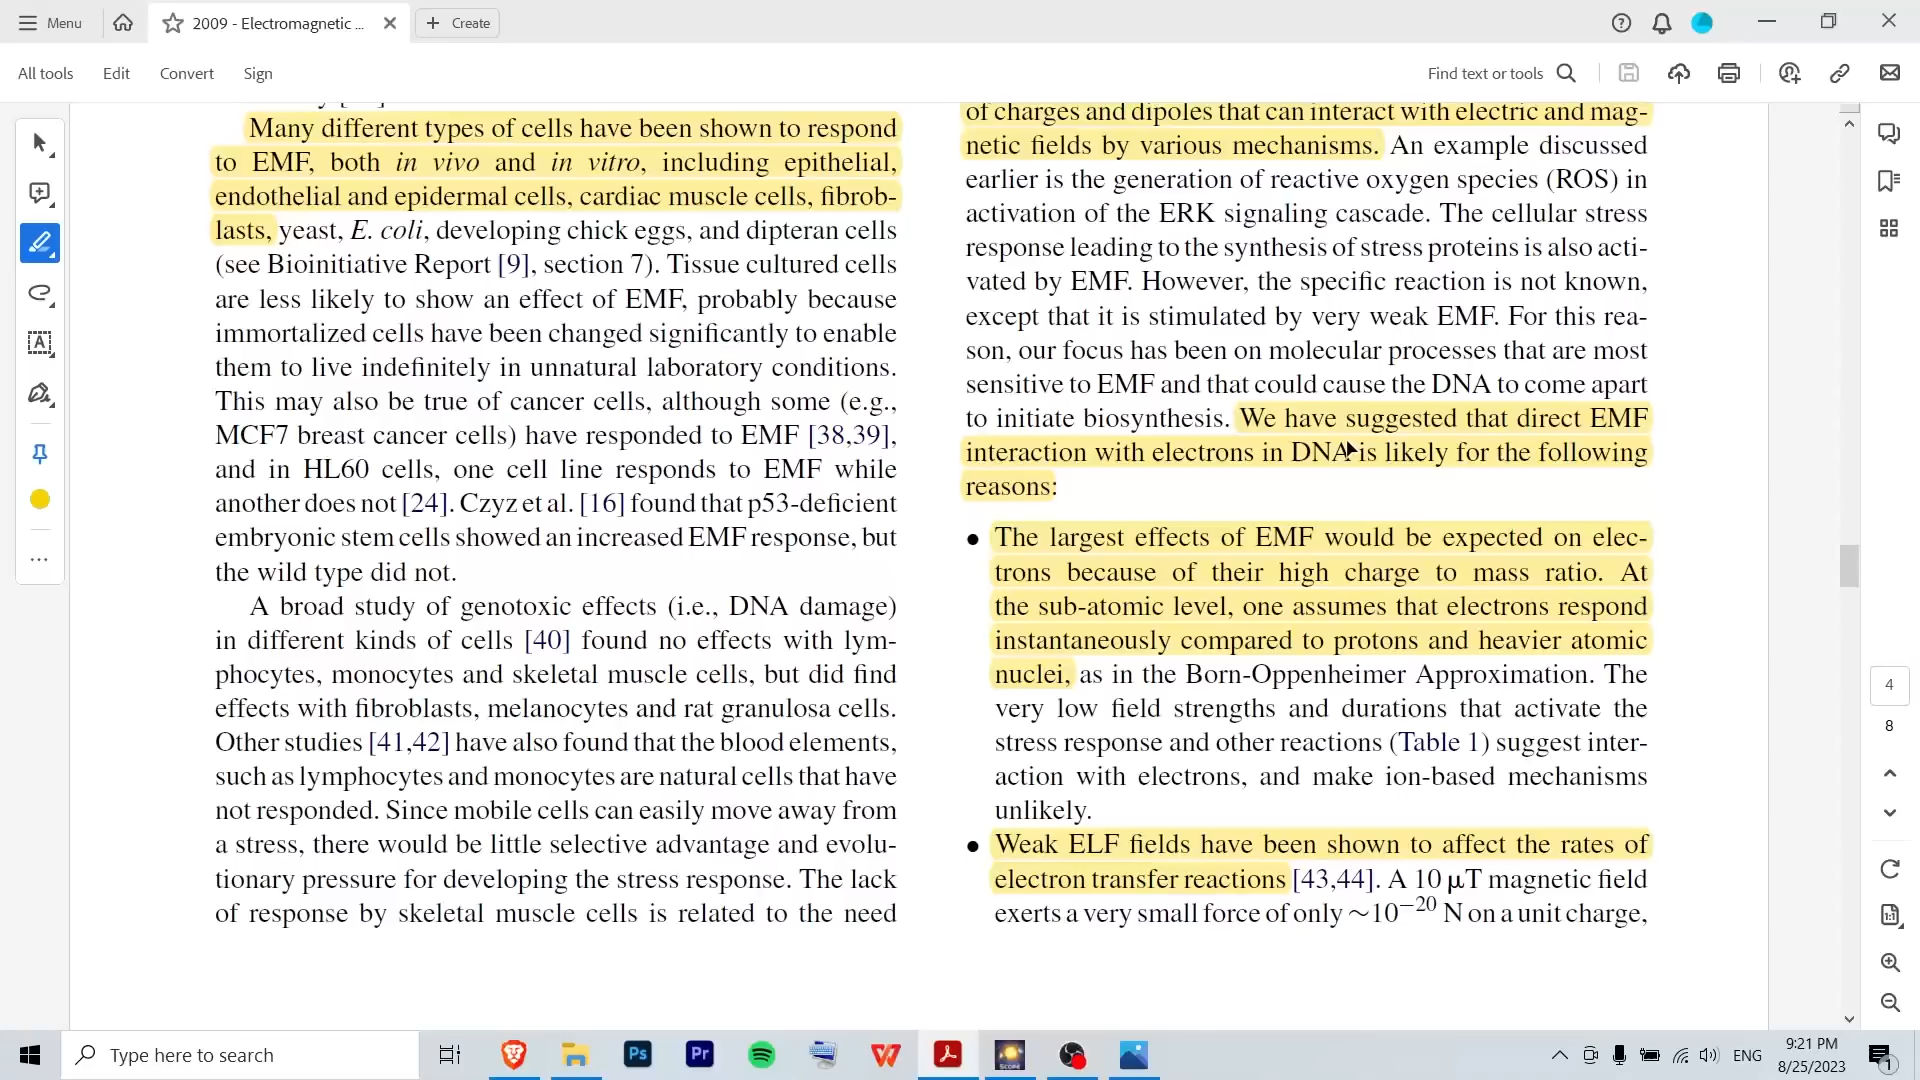 Menu
2009 - Electromagnetic ...
Create
All tools
Edit
Convert
Sign
Find text or tools
Many different types of cells have been shown to respond
to EMF, both in vivo and in vitro, including epithelial,
endothelial and epidermal cells, cardiac muscle cells, fibrob-
lasts, yeast, E. coli, developing chick eggs, and dipteran cells
(see Bioinitiative Report [9], section 7). Tissue cultured cells
are less likely to show an effect of EMF, probably because
immortalized cells have been changed significantly to enable
them to live indefinitely in unnatural laboratory conditions.
This may also be true of cancer cells, although some (e.g.,
MCF7 breast cancer cells) have responded to EMF [38,39],
and in HL60 cells, one cell line responds to EMF while
another does not [24]. Czyz et al. [16] found that p53-deficient
embryonic stem cells showed an increased EMF response, but
the wild type did not.
A broad study of genotoxic effects (i.e., DNA damage)
in different kinds of cells [40] found no effects with lym-
phocytes, monocytes and skeletal muscle cells, but did find
effects with fibroblasts, melanocytes and rat granulosa cells.
Other studies [41,42] have also found that the blood elements,
such as lymphocytes and monocytes are natural cells that have
not responded. Since mobile cells can easily move away from
a stress, there would be little selective advantage and evolu-
tionary pressure for developing the stress response. The lack
of response by skeletal muscle cells is related to the need
of charges and dipoles that can interact with electric and mag-
netic fields by various mechanisms. An example discussed
earlier is the generation of reactive oxygen species (ROS) in
activation of the ERK signaling cascade. The cellular stress
response leading to the synthesis of stress proteins is also acti-
vated by EMF. However, the specific reaction is not known,
except that it is stimulated by very weak EMF. For this rea-
son, our focus has been on molecular processes that are most
sensitive to EMF and that could cause the DNA to come apart
to initiate biosynthesis. We have suggested that direct EMF
interaction with electrons in DNA is likely for the following
reasons:
• The largest effects of EMF would be expected on elec-
trons because of their high charge to mass ratio. At
the sub-atomic level, one assumes that electrons respond
instantaneously compared to protons and heavier atomic
nuclei, as in the Born-Oppenheimer Approximation. The
very low field strengths and durations that activate the
stress response and other reactions (Table 1) suggest inter-
action with electrons, and make ion-based mechanisms
unlikely.
• Weak ELF fields have been shown to affect the rates of
electron transfer reactions [43,44]. A 10 μT magnetic field
exerts a very small force of only ~10⁻²⁰ N on a unit charge,
4
8
Type here to search
Ps
Pr
ENG
9:21 PM
8/25/2023
1